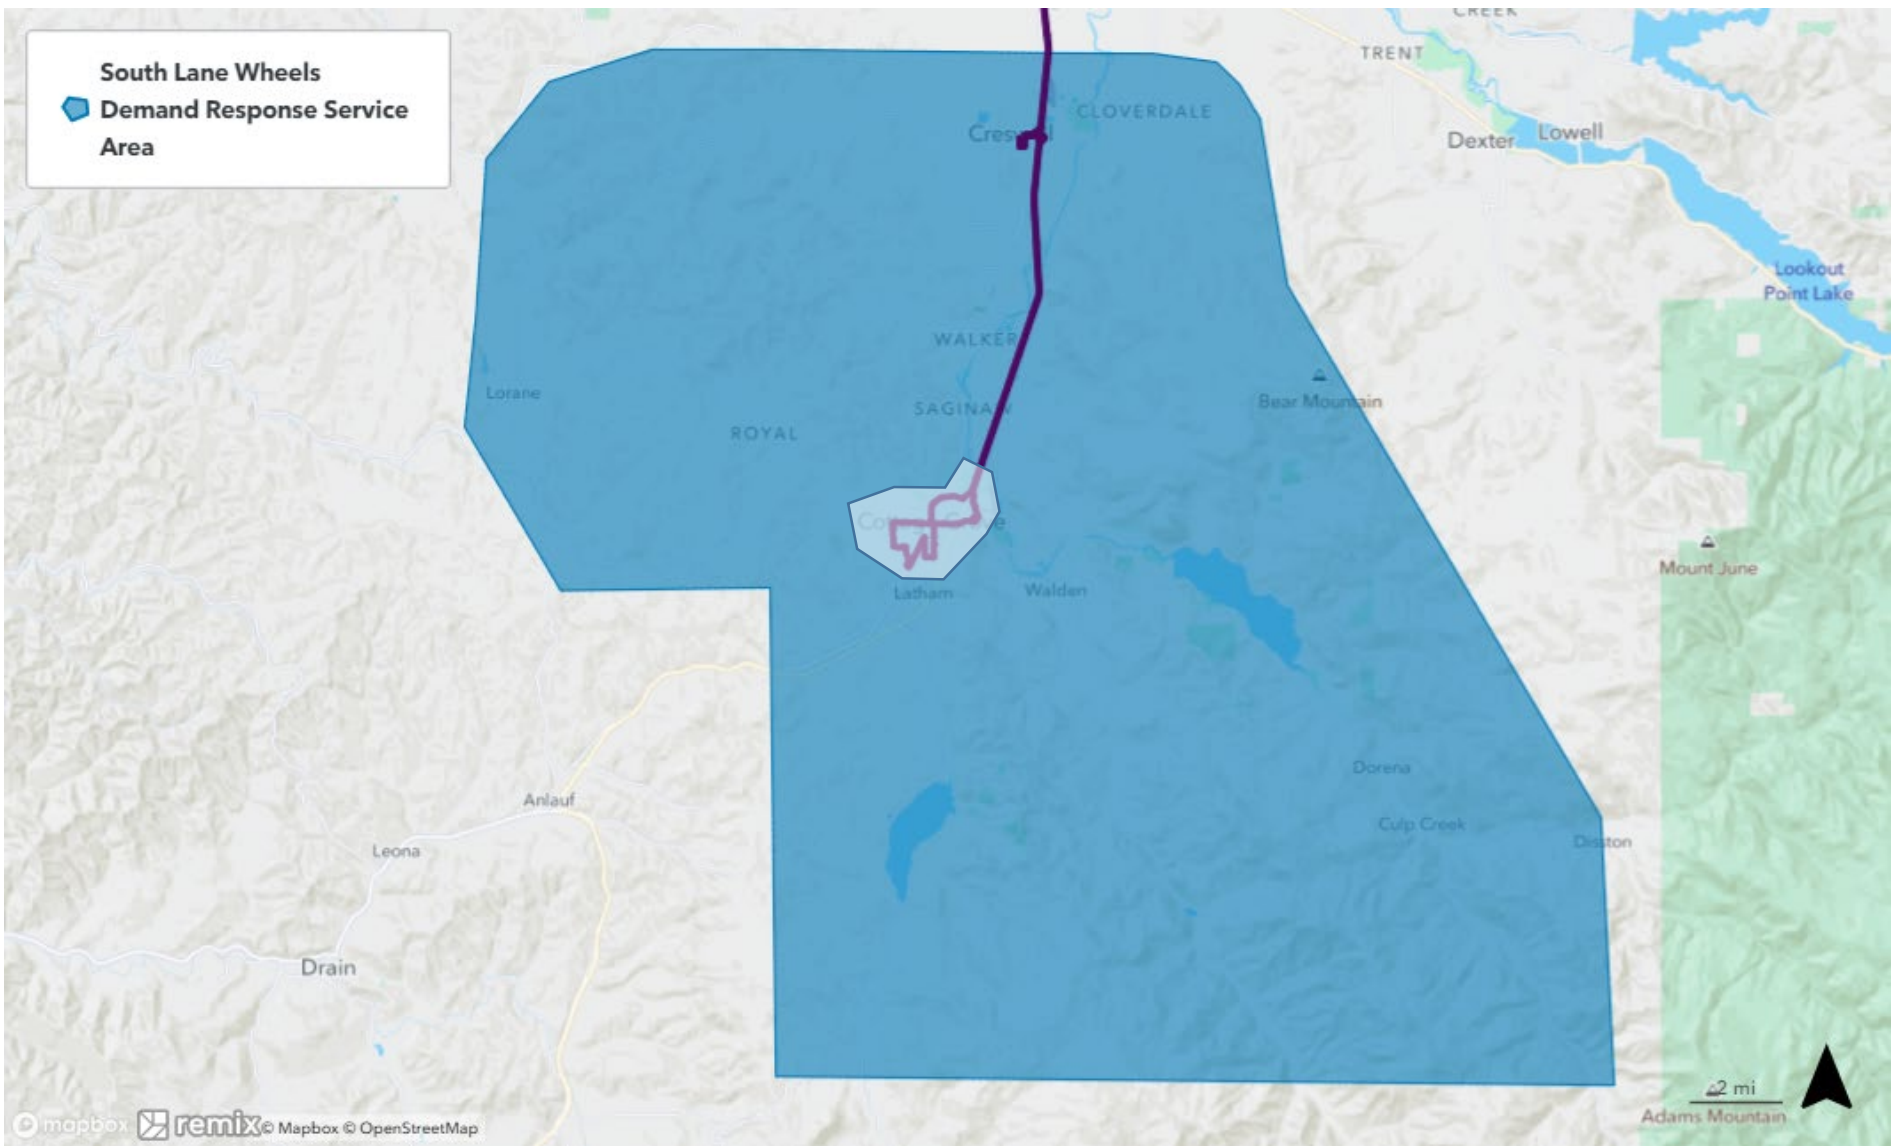 South Lane Wheels
Demand Response Service
Area
CREEK
TRENT
CLOVERDALE
Dexter
Lowell
Lookout
Point Lake
WALKER
Lorane
Bear Mountain
ROYAL
Mount June
Latham
Walden
Dorena
Anlauf
Culp Creek
Disston
Leona
Drain
2 mi
Adams Mountain
mapbox
remix
© Mapbox © OpenStreetMap